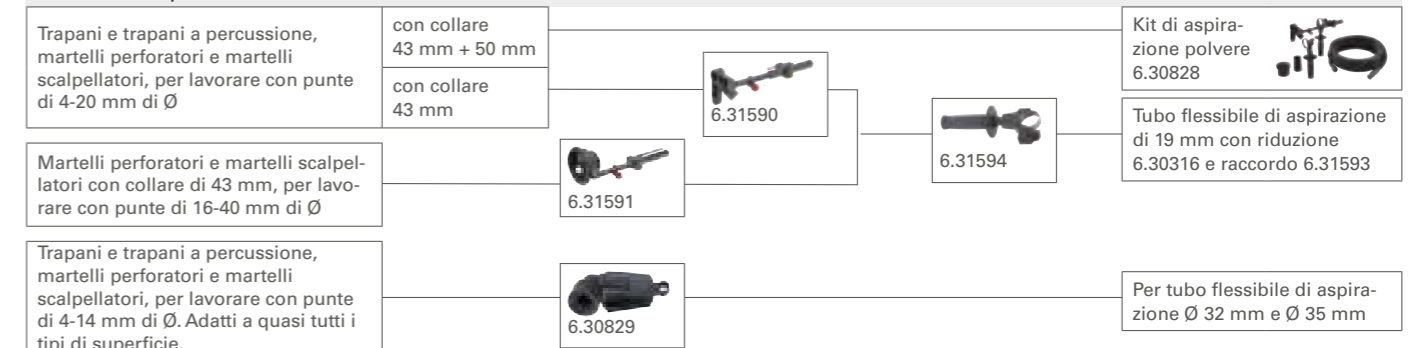 Trapani e trapani a percussione,
martelli perforatori e martelli
scalpellatori, per lavorare con punte
di 4-20 mm di Ø
con collare
43 mm + 50 mm
con collare
43 mm
6.31590
Kit di aspira-
zione polvere
6.30828
6.31594
Tubo flessibile di aspirazione
di 19 mm con riduzione
6.30316 e raccordo 6.31593
Martelli perforatori e martelli scalpel-
latori con collare di 43 mm, per lavo-
rare con punte di 16-40 mm di Ø
6.31591
Trapani e trapani a percussione,
martelli perforatori e martelli
scalpellatori, per lavorare con punte
di 4-14 mm di Ø. Adatti a quasi tutti i
tipi di superficie.
6.30829
Per tubo flessibile di aspira-
zione Ø 32 mm e Ø 35 mm